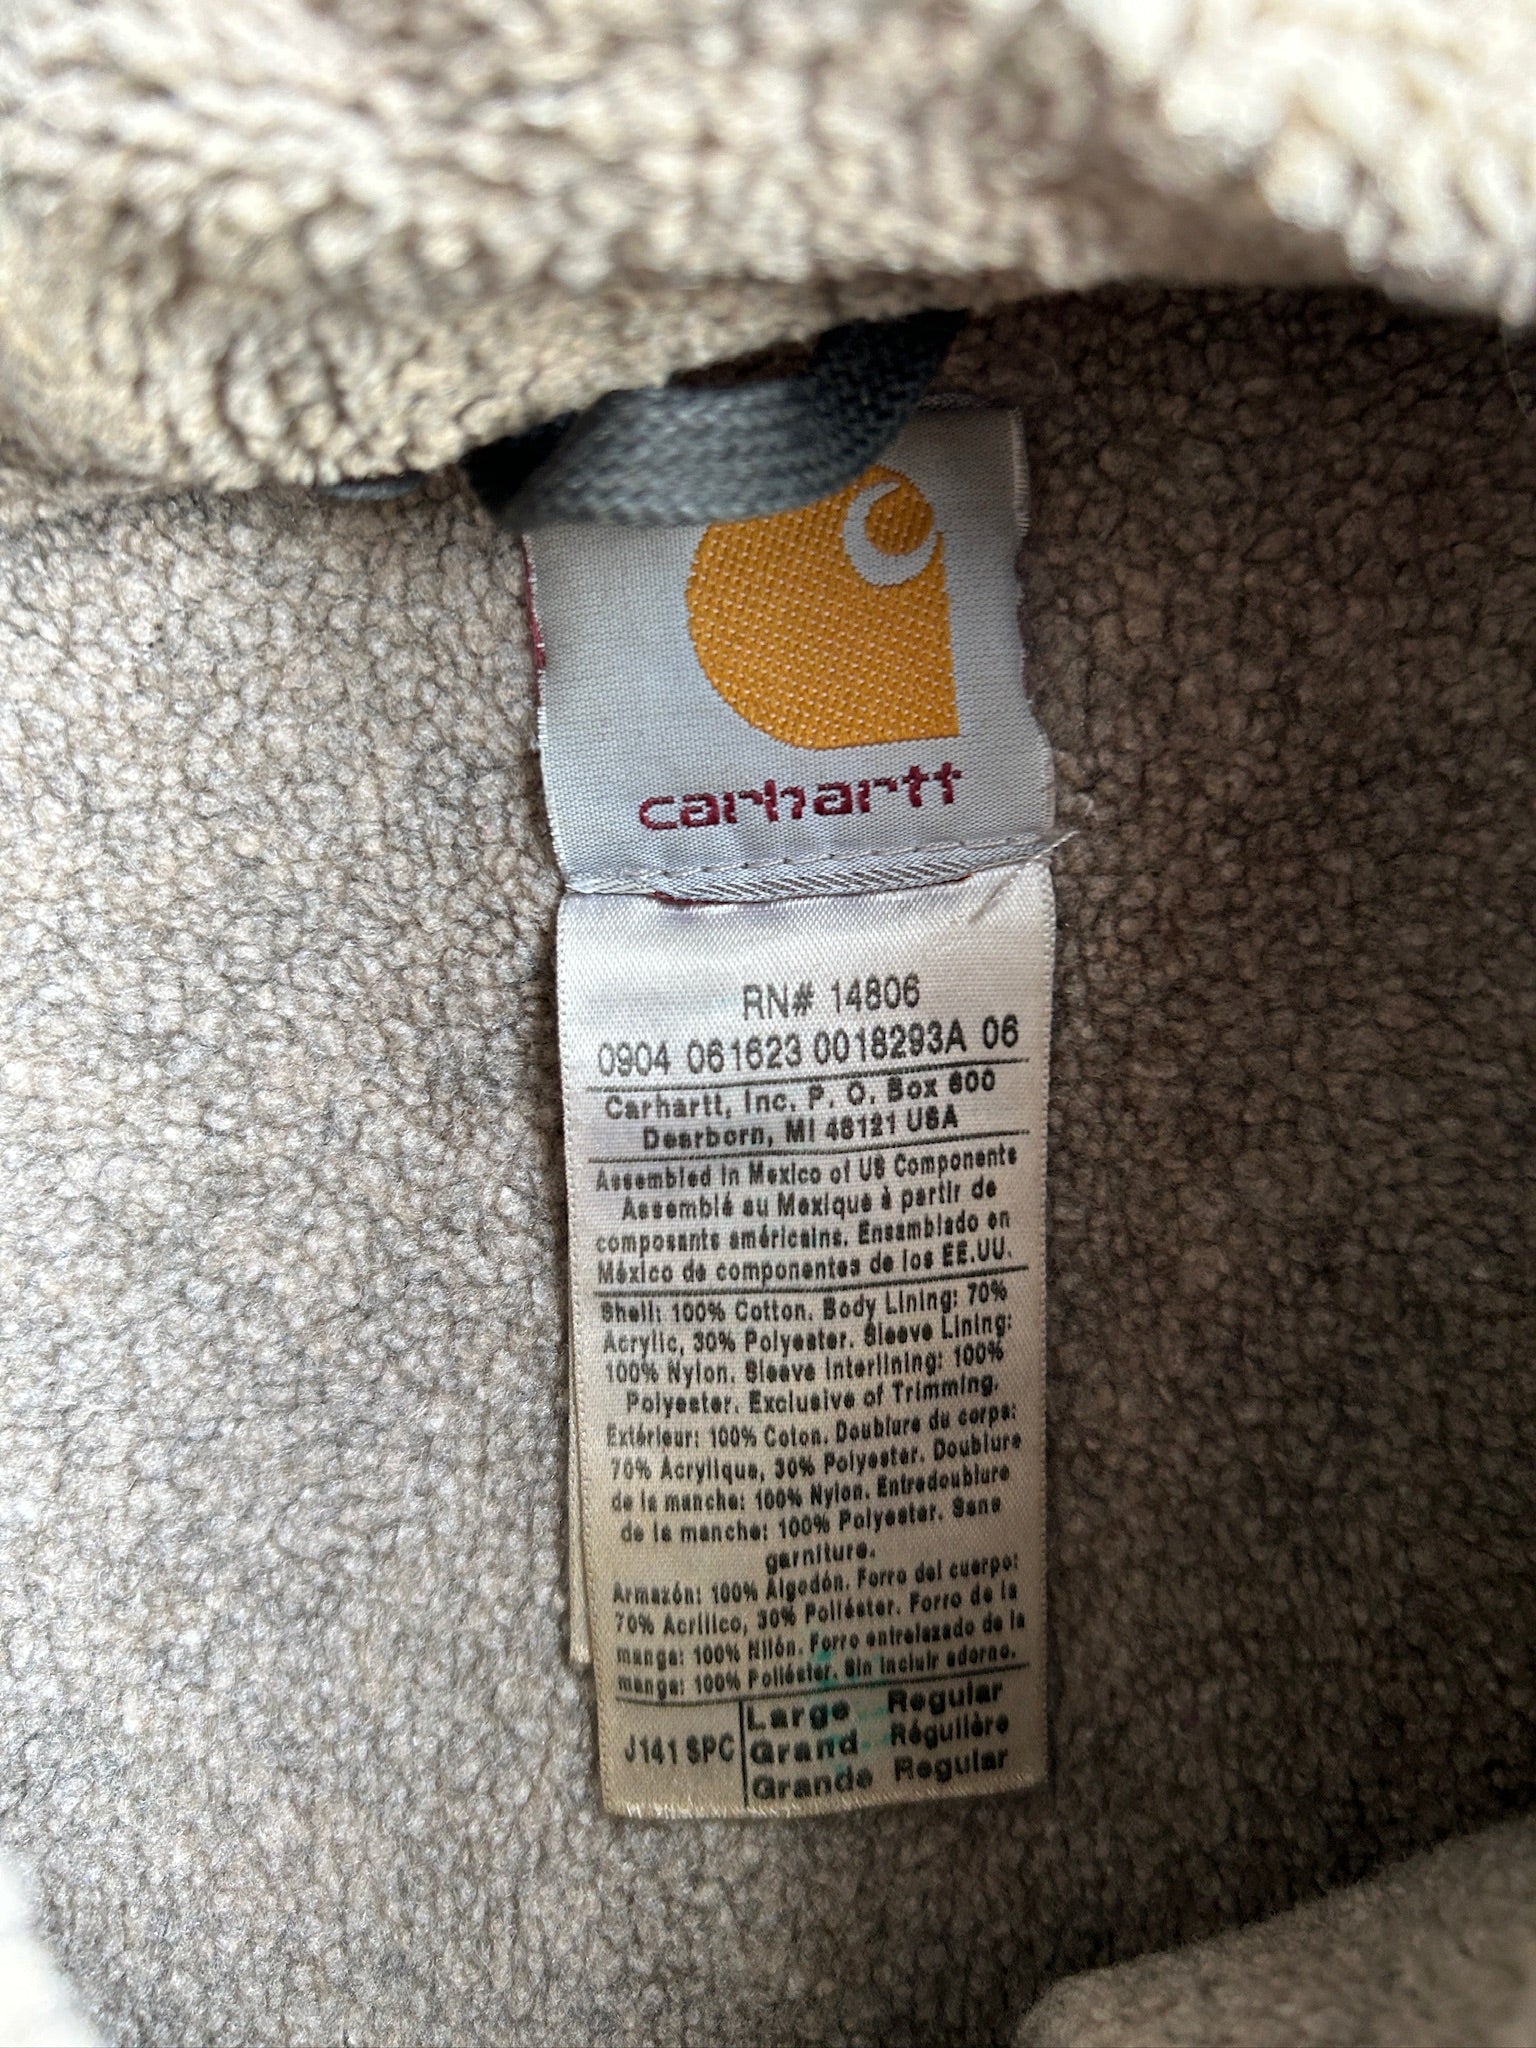 carhartt
RN# 14806
0904 061623 0018293A 06
Carhartt, Inc. P. O. Box 600
Dearborn, MI 48121 USA
Assembled in Mexico of US Components
Assemblé au Mexique à partir de
composants américains. Ensamblado en
México de componentes de los EE.UU.
Shell: 100% Cotton. Body Lining: 70%
Acrylic, 30% Polyester. Sleeve Lining:
100% Nylon. Sleeve Interlining: 100%
Polyester. Exclusive of Trimming.
Extérieur: 100% Coton. Doublure du corps:
70% Acrylique, 30% Polyester. Doublure
de la manche: 100% Nylon. Entredoublure
de la manche: 100% Polyester. Sans
garniture.
Armazón: 100% Algodón. Forro del cuerpo:
70% Acrílico, 30% Poliéster. Forro de la
manga: 100% Nilón. Forro entrelazado de la
manga: 100% Poliéster. Sin incluir adorno.
J141 SPC
Large Regular
Grand Régulière
Grande Regular